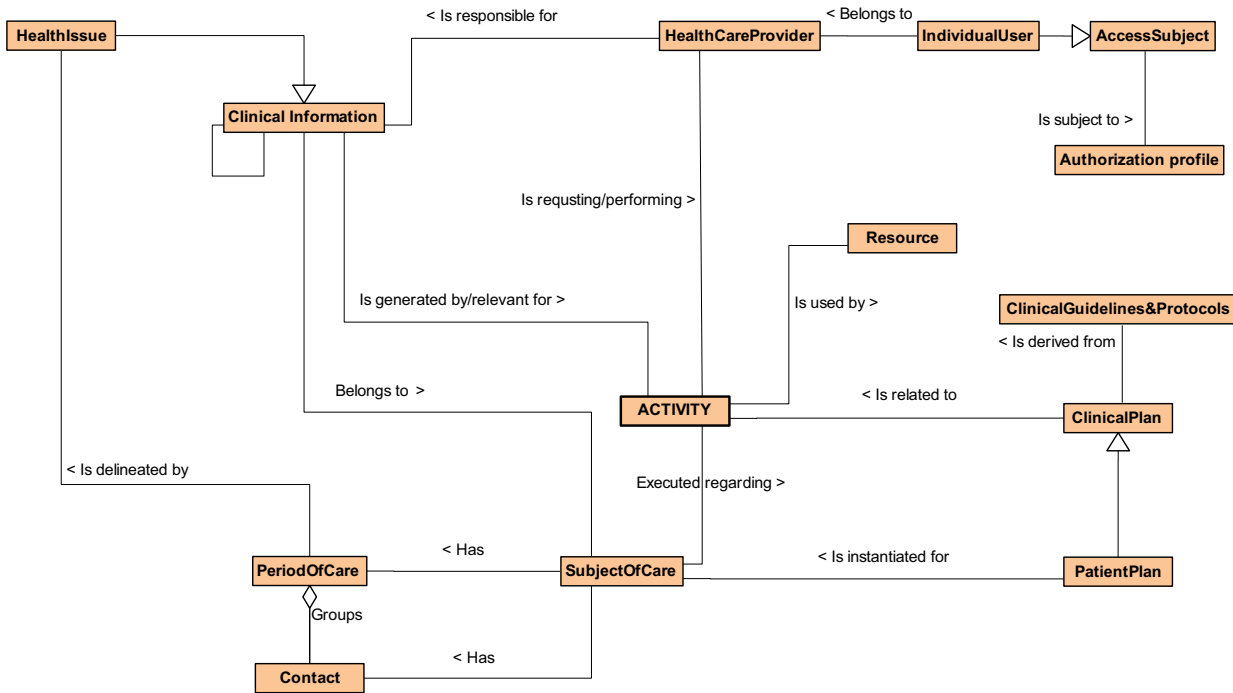 < Is responsible for
< Belongs to
HealthIssue
HealthCareProvider
IndividualUser
AccessSubject
Clinical Information
Is subject to >
Authorization profile
Is requsting/performing >
Resource
Is generated by/relevant for >
Is used by >
ClinicalGuidelines&Protocols
< Is derived from
Belongs to >
< Is related to
ACTIVITY
ClinicalPlan
< Is delineated by
Executed regarding >
< Has
< Is instantiated for
PeriodOfCare
SubjectOfCare
PatientPlan
Groups
< Has
Contact